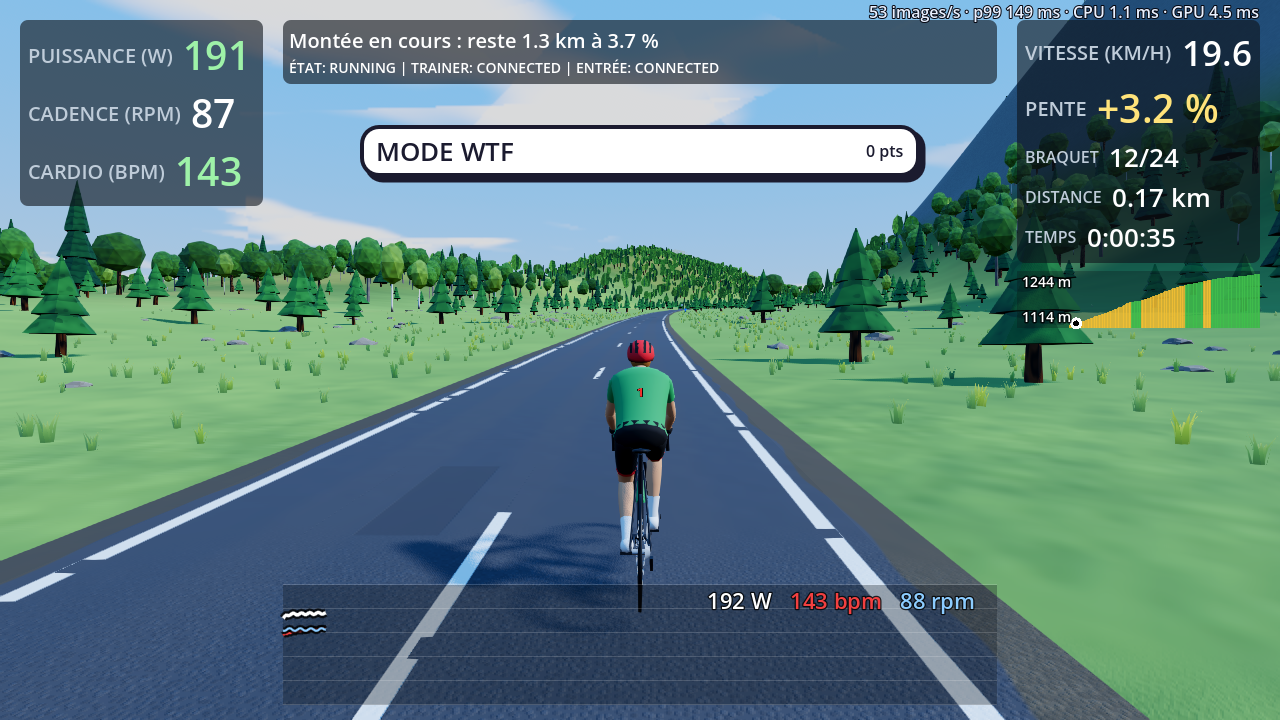 53 images/s · p99 149 ms · CPU 1.1 ms · GPU 4.5 ms
PUISSANCE (W) 191
CADENCE (RPM) 87
CARDIO (BPM) 143
Montée en cours : reste 1.3 km à 3.7 %
ÉTAT: RUNNING | TRAINER: CONNECTED | ENTRÉE: CONNECTED
MODE WTF 0 pts
VITESSE (KM/H) 19.6
PENTE +3.2 %
BRAQUET 12/24
DISTANCE 0.17 km
TEMPS 0:00:35
1244 m
1114 m
1
192 W 143 bpm 88 rpm